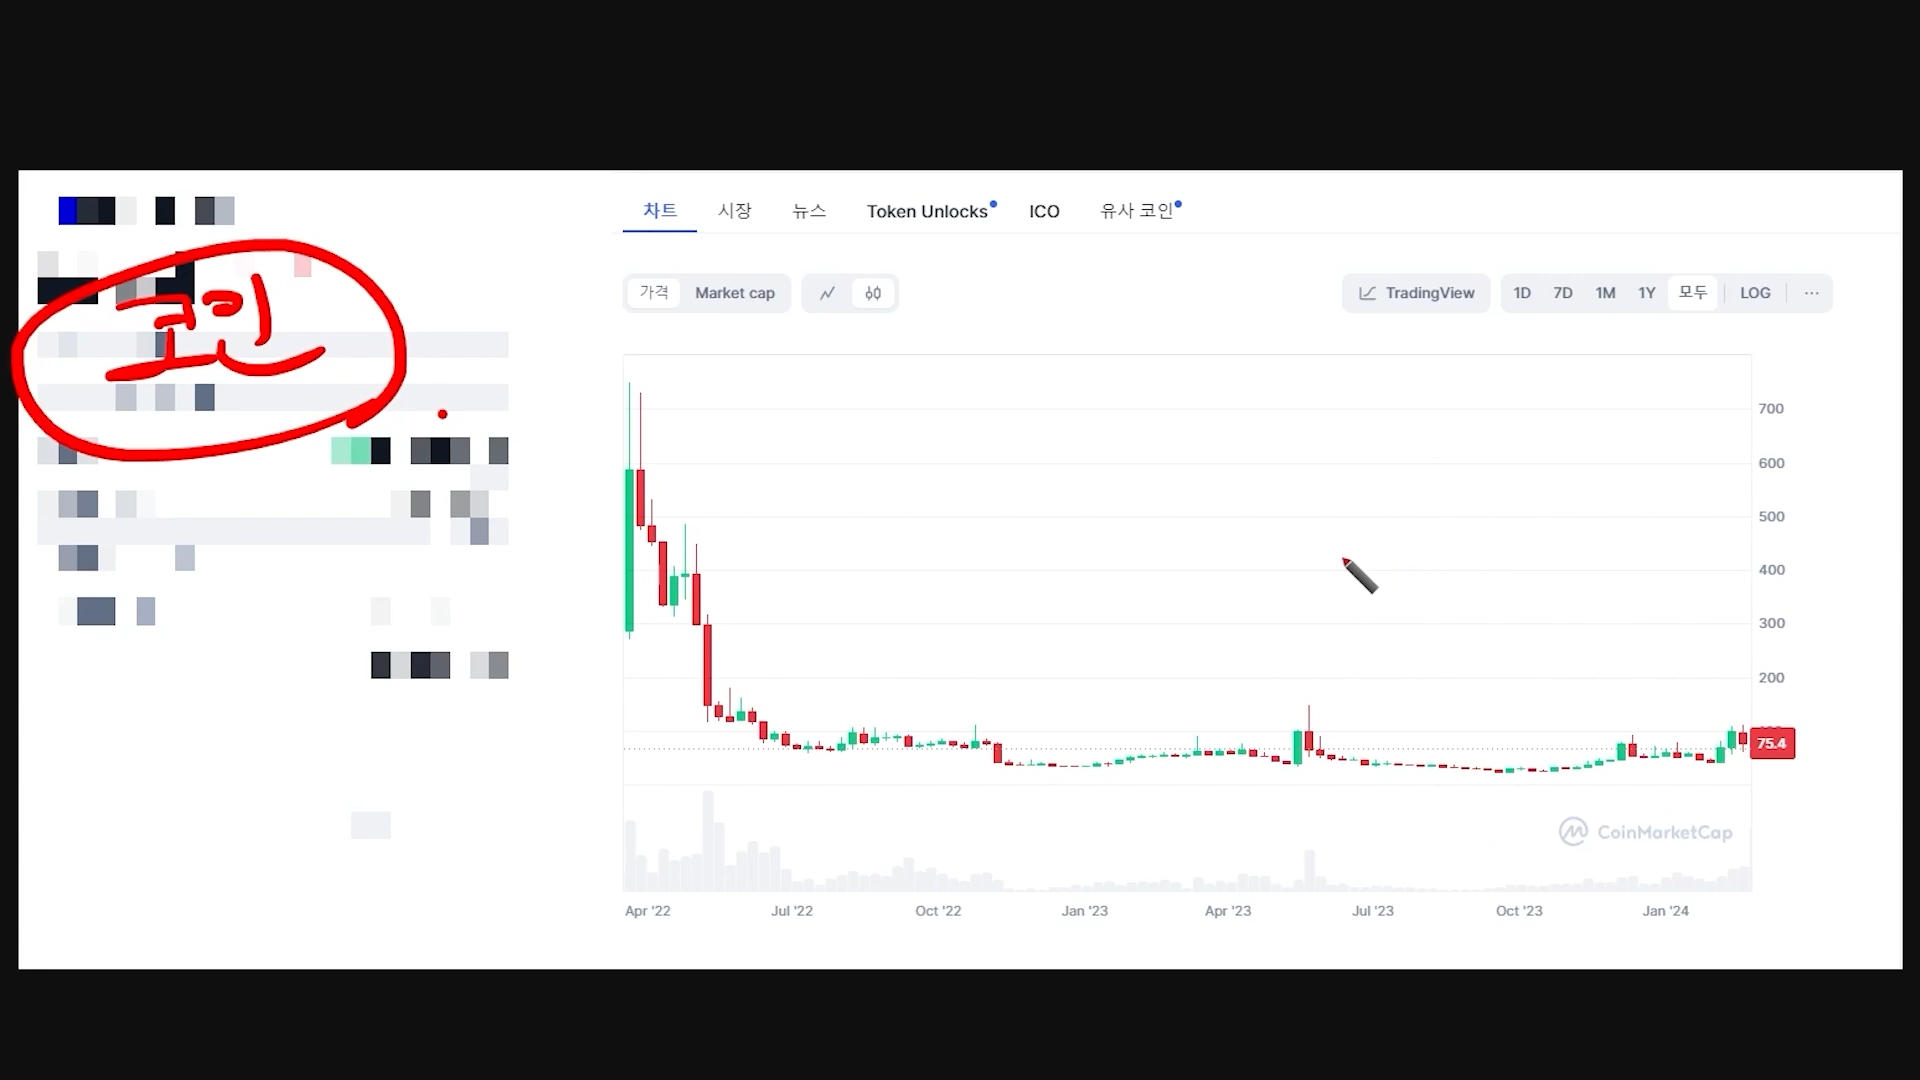 차트 시장 뉴스 Token Unlocks ICO 유사 코인
가격 Market cap TradingView 1D 7D 1M 1Y 모두 LOG ...
코인
700
600
500
400
300
200
75.4
CoinMarketCap
Apr '22 Jul '22 Oct '22 Jan '23 Apr '23 Jul '23 Oct '23 Jan '24